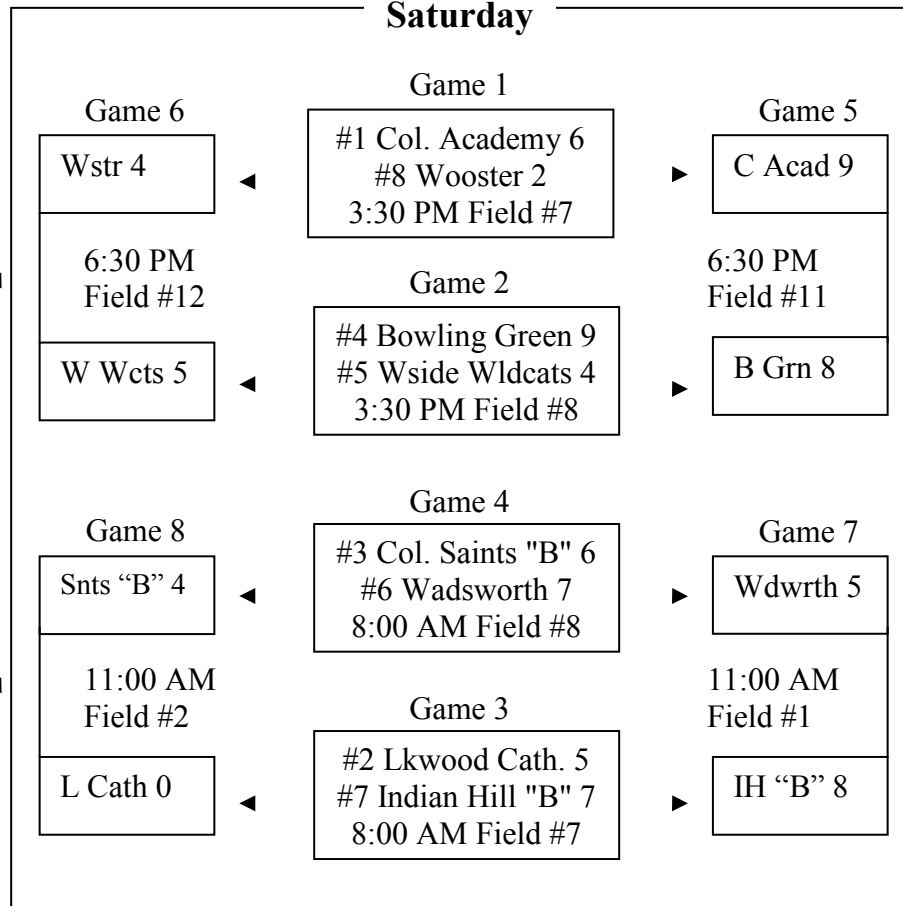 Saturday
Game 1
Game 6
Game 5
Wstr 4
#1 Col. Academy 6
#8 Wooster 2
3:30 PM Field #7
C Acad 9
6:30 PM
Field #12
Game 2
6:30 PM
Field #11
W Wcts 5
#4 Bowling Green 9
#5 Wside Wldcats 4
3:30 PM Field #8
B Grn 8
Game 4
Game 8
Game 7
Snts “B” 4
#3 Col. Saints "B" 6
#6 Wadsworth 7
8:00 AM Field #8
Wdwrth 5
11:00 AM
Field #2
Game 3
11:00 AM
Field #1
L Cath 0
#2 Lkwood Cath. 5
#7 Indian Hill "B" 7
8:00 AM Field #7
IH “B” 8